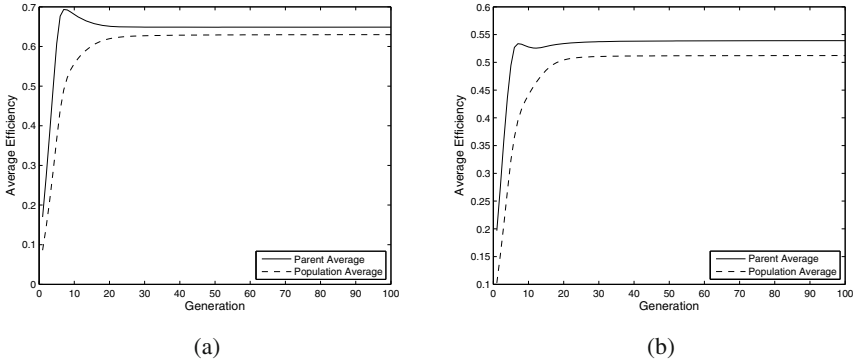 0.7
0.6
0.5
0.4
0.3
0.2
0.1
0
Average Efficiency
0 10 20 30 40 50 60 70 80 90 100
Generation
Parent Average
Population Average
(a)
0.6
0.55
0.5
0.45
0.4
0.35
0.3
0.25
0.2
0.15
0.1
Average Efficiency
0 10 20 30 40 50 60 70 80 90 100
Generation
Parent Average
Population Average
(b)